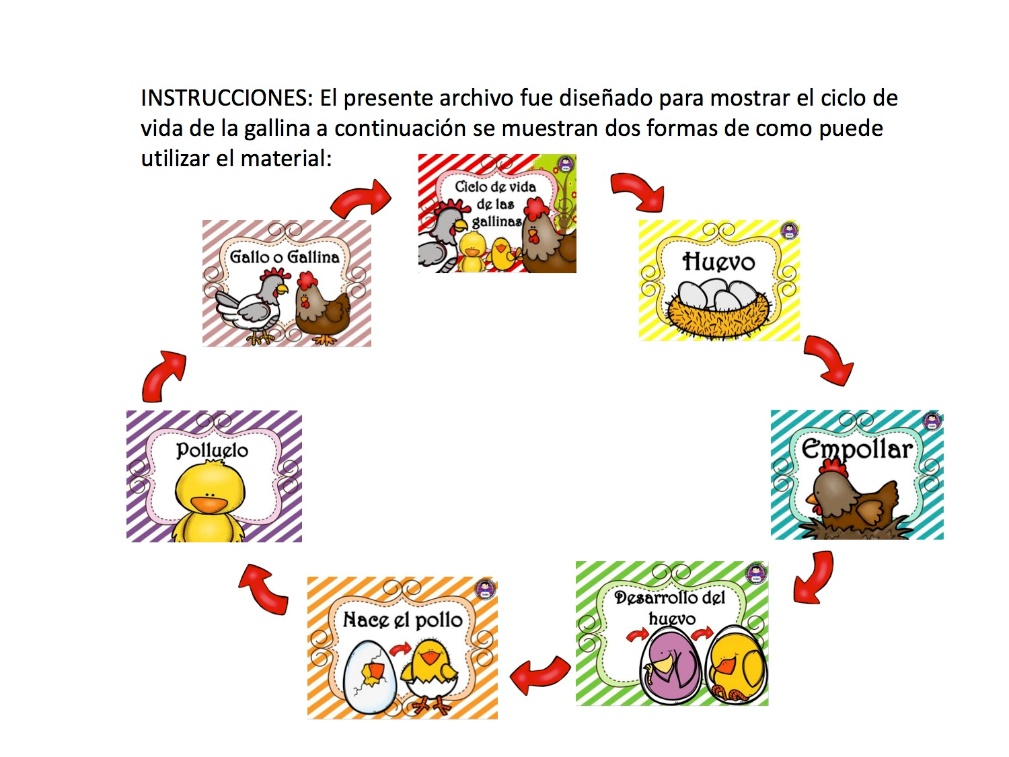 INSTRUCCIONES: El presente archivo fue diseñado para mostrar el ciclo de
vida de la gallina a continuación se muestran dos formas de como puede
utilizar el material:
Ciclo de vida
de las
gallinas
Huevo
Empollar
Desarrollo del
huevo
Nace el pollo
Polluelo
Gallo o Gallina